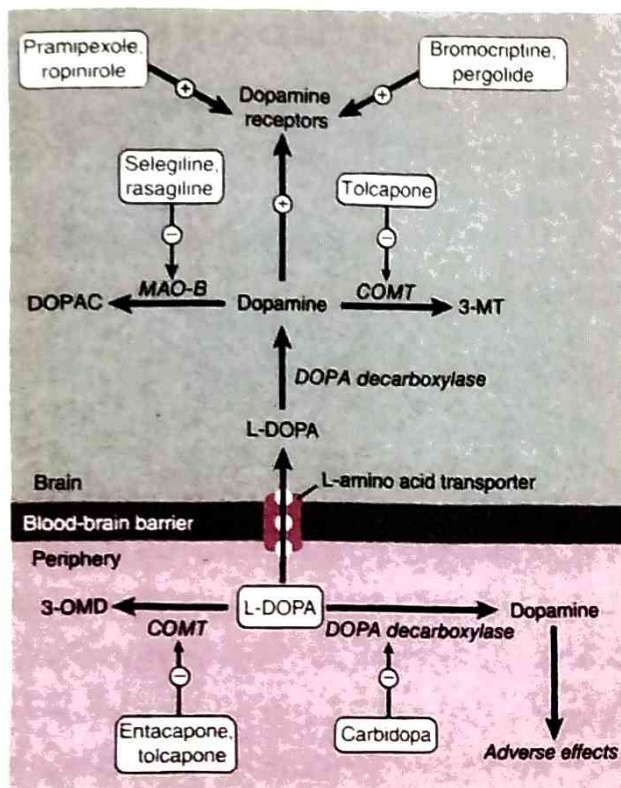 Pramipexole,
ropinirole
Bromocriptine,
pergolide
+
+
Dopamine
receptors
Selegiline,
rasagiline
+
Tolcapone
−
−
DOPAC
MAO-B
Dopamine
COMT
3-MT
DOPA decarboxylase
L-DOPA
Brain
L-amino acid transporter
Blood-brain barrier
Periphery
3-OMD
L-DOPA
Dopamine
COMT
DOPA decarboxylase
−
−
Entacapone,
tolcapone
Carbidopa
Adverse effects